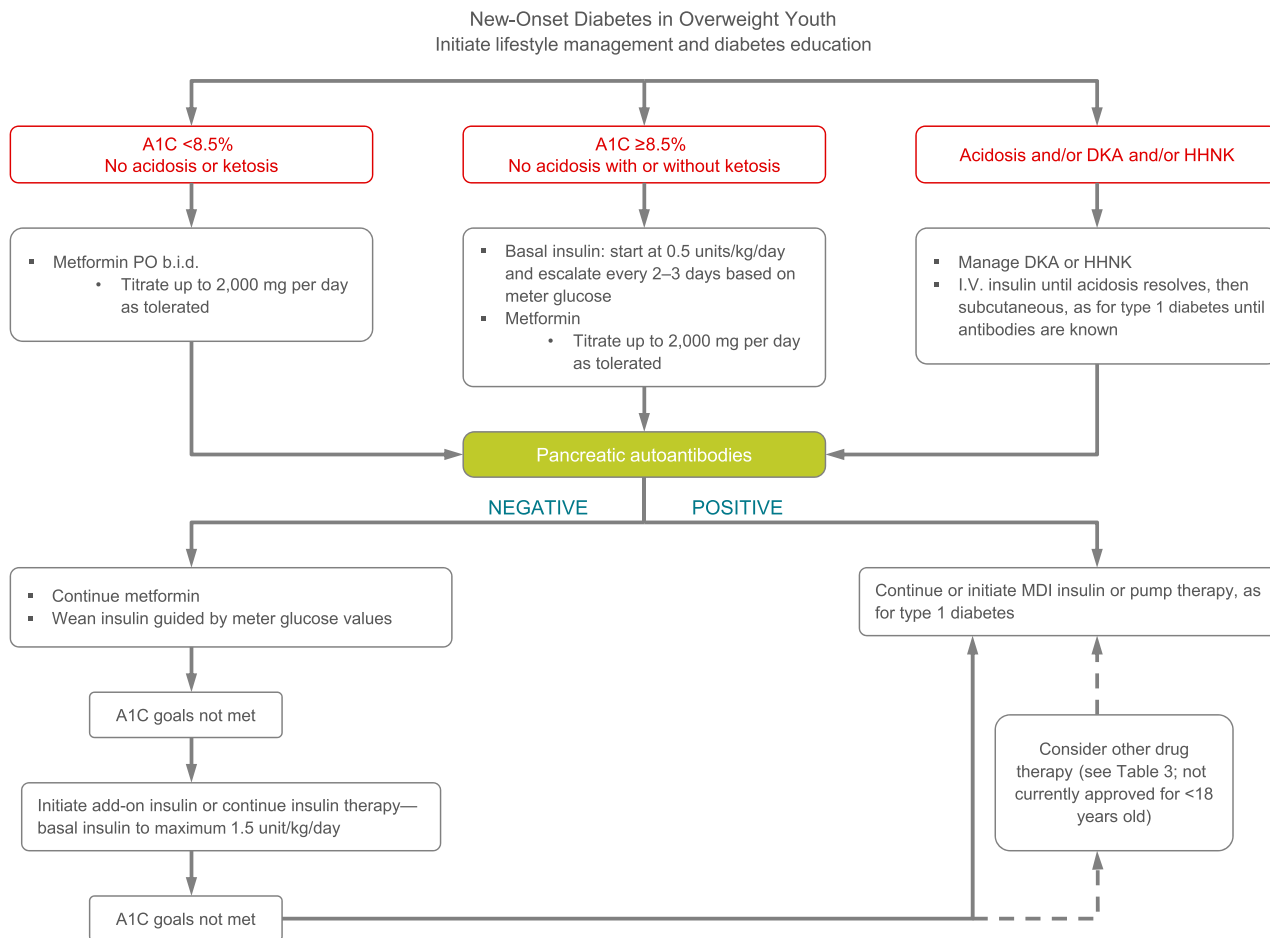 New-Onset Diabetes in Overweight Youth
Initiate lifestyle management and diabetes education
A1C <8.5%
No acidosis or ketosis
A1C ≥8.5%
No acidosis with or without ketosis
Acidosis and/or DKA and/or HHNK
▪ Metformin PO b.i.d.
• Titrate up to 2,000 mg per day
as tolerated
▪ Basal insulin: start at 0.5 units/kg/day
and escalate every 2–3 days based on
meter glucose
▪ Metformin
• Titrate up to 2,000 mg per day
as tolerated
▪ Manage DKA or HHNK
▪ I.V. insulin until acidosis resolves, then
subcutaneous, as for type 1 diabetes until
antibodies are known
Pancreatic autoantibodies
NEGATIVE
POSITIVE
▪ Continue metformin
▪ Wean insulin guided by meter glucose values
Continue or initiate MDI insulin or pump therapy, as
for type 1 diabetes
A1C goals not met
Initiate add-on insulin or continue insulin therapy—
basal insulin to maximum 1.5 unit/kg/day
Consider other drug
therapy (see Table 3; not
currently approved for <18
years old)
A1C goals not met